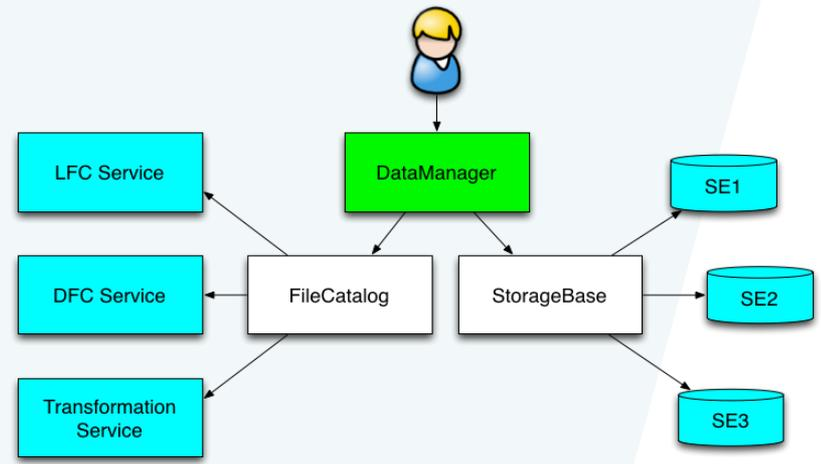 LFC Service
DataManager
SE1
DFC Service
FileCatalog
StorageBase
SE2
Transformation
Service
SE3